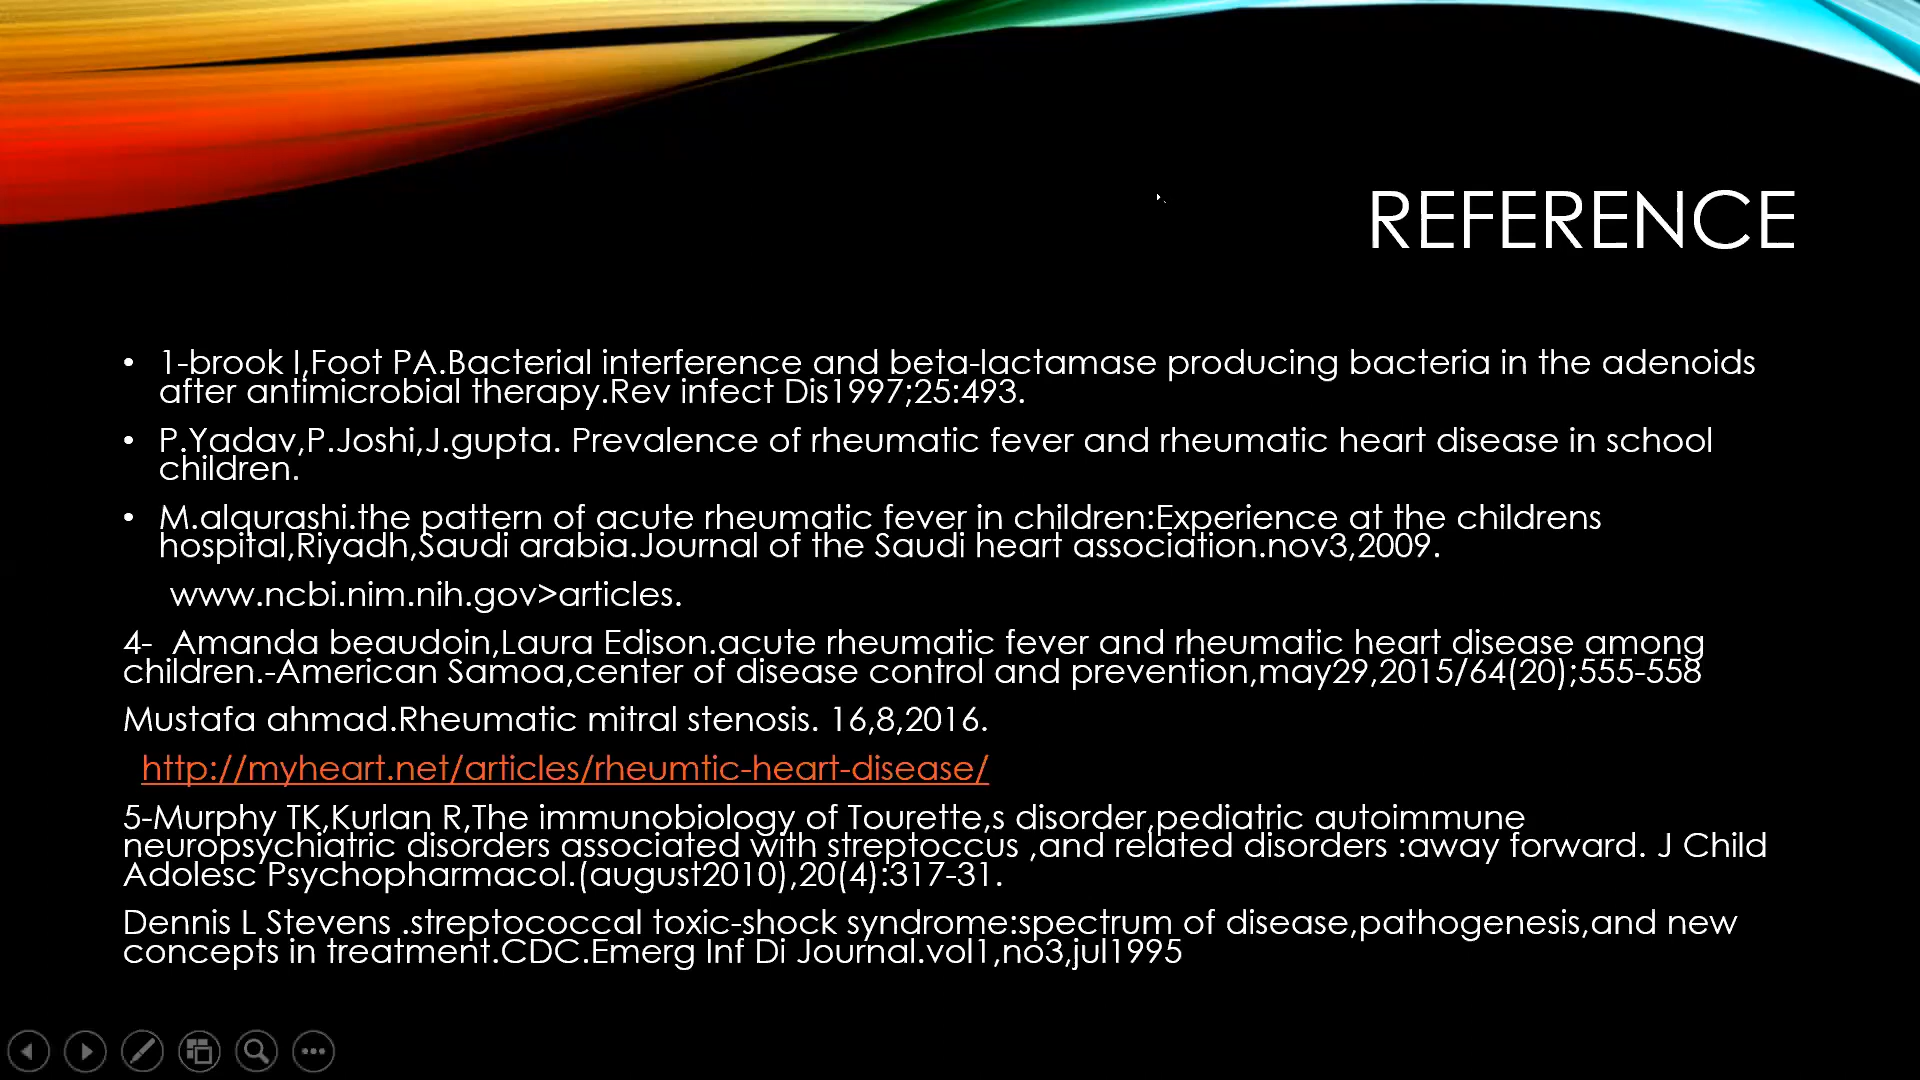 REFERENCE
• 1-brook I,Foot PA.Bacterial interference and beta-lactamase producing bacteria in the adenoids
after antimicrobial therapy.Rev infect Dis1997;25:493.
• P.Yadav,P.Joshi,J.gupta. Prevalence of rheumatic fever and rheumatic heart disease in school
children.
• M.alqurashi.the pattern of acute rheumatic fever in children:Experience at the childrens
hospital,Riyadh,Saudi arabia.Journal of the Saudi heart association.nov3,2009.
www.ncbi.nim.nih.gov>articles.
4- Amanda beaudoin,Laura Edison.acute rheumatic fever and rheumatic heart disease among
children.-American Samoa,center of disease control and prevention,may29,2015/64(20);555-558
Mustafa ahmad.Rheumatic mitral stenosis. 16,8,2016.
http://myheart.net/articles/rheumtic-heart-disease/
5-Murphy TK,Kurlan R,The immunobiology of Tourette,s disorder,pediatric autoimmune
neuropsychiatric disorders associated with streptoccus ,and related disorders :away forward. J Child
Adolesc Psychopharmacol.(august2010),20(4):317-31.
Dennis L Stevens .streptococcal toxic-shock syndrome:spectrum of disease,pathogenesis,and new
concepts in treatment.CDC.Emerg Inf Di Journal.vol1,no3,jul1995